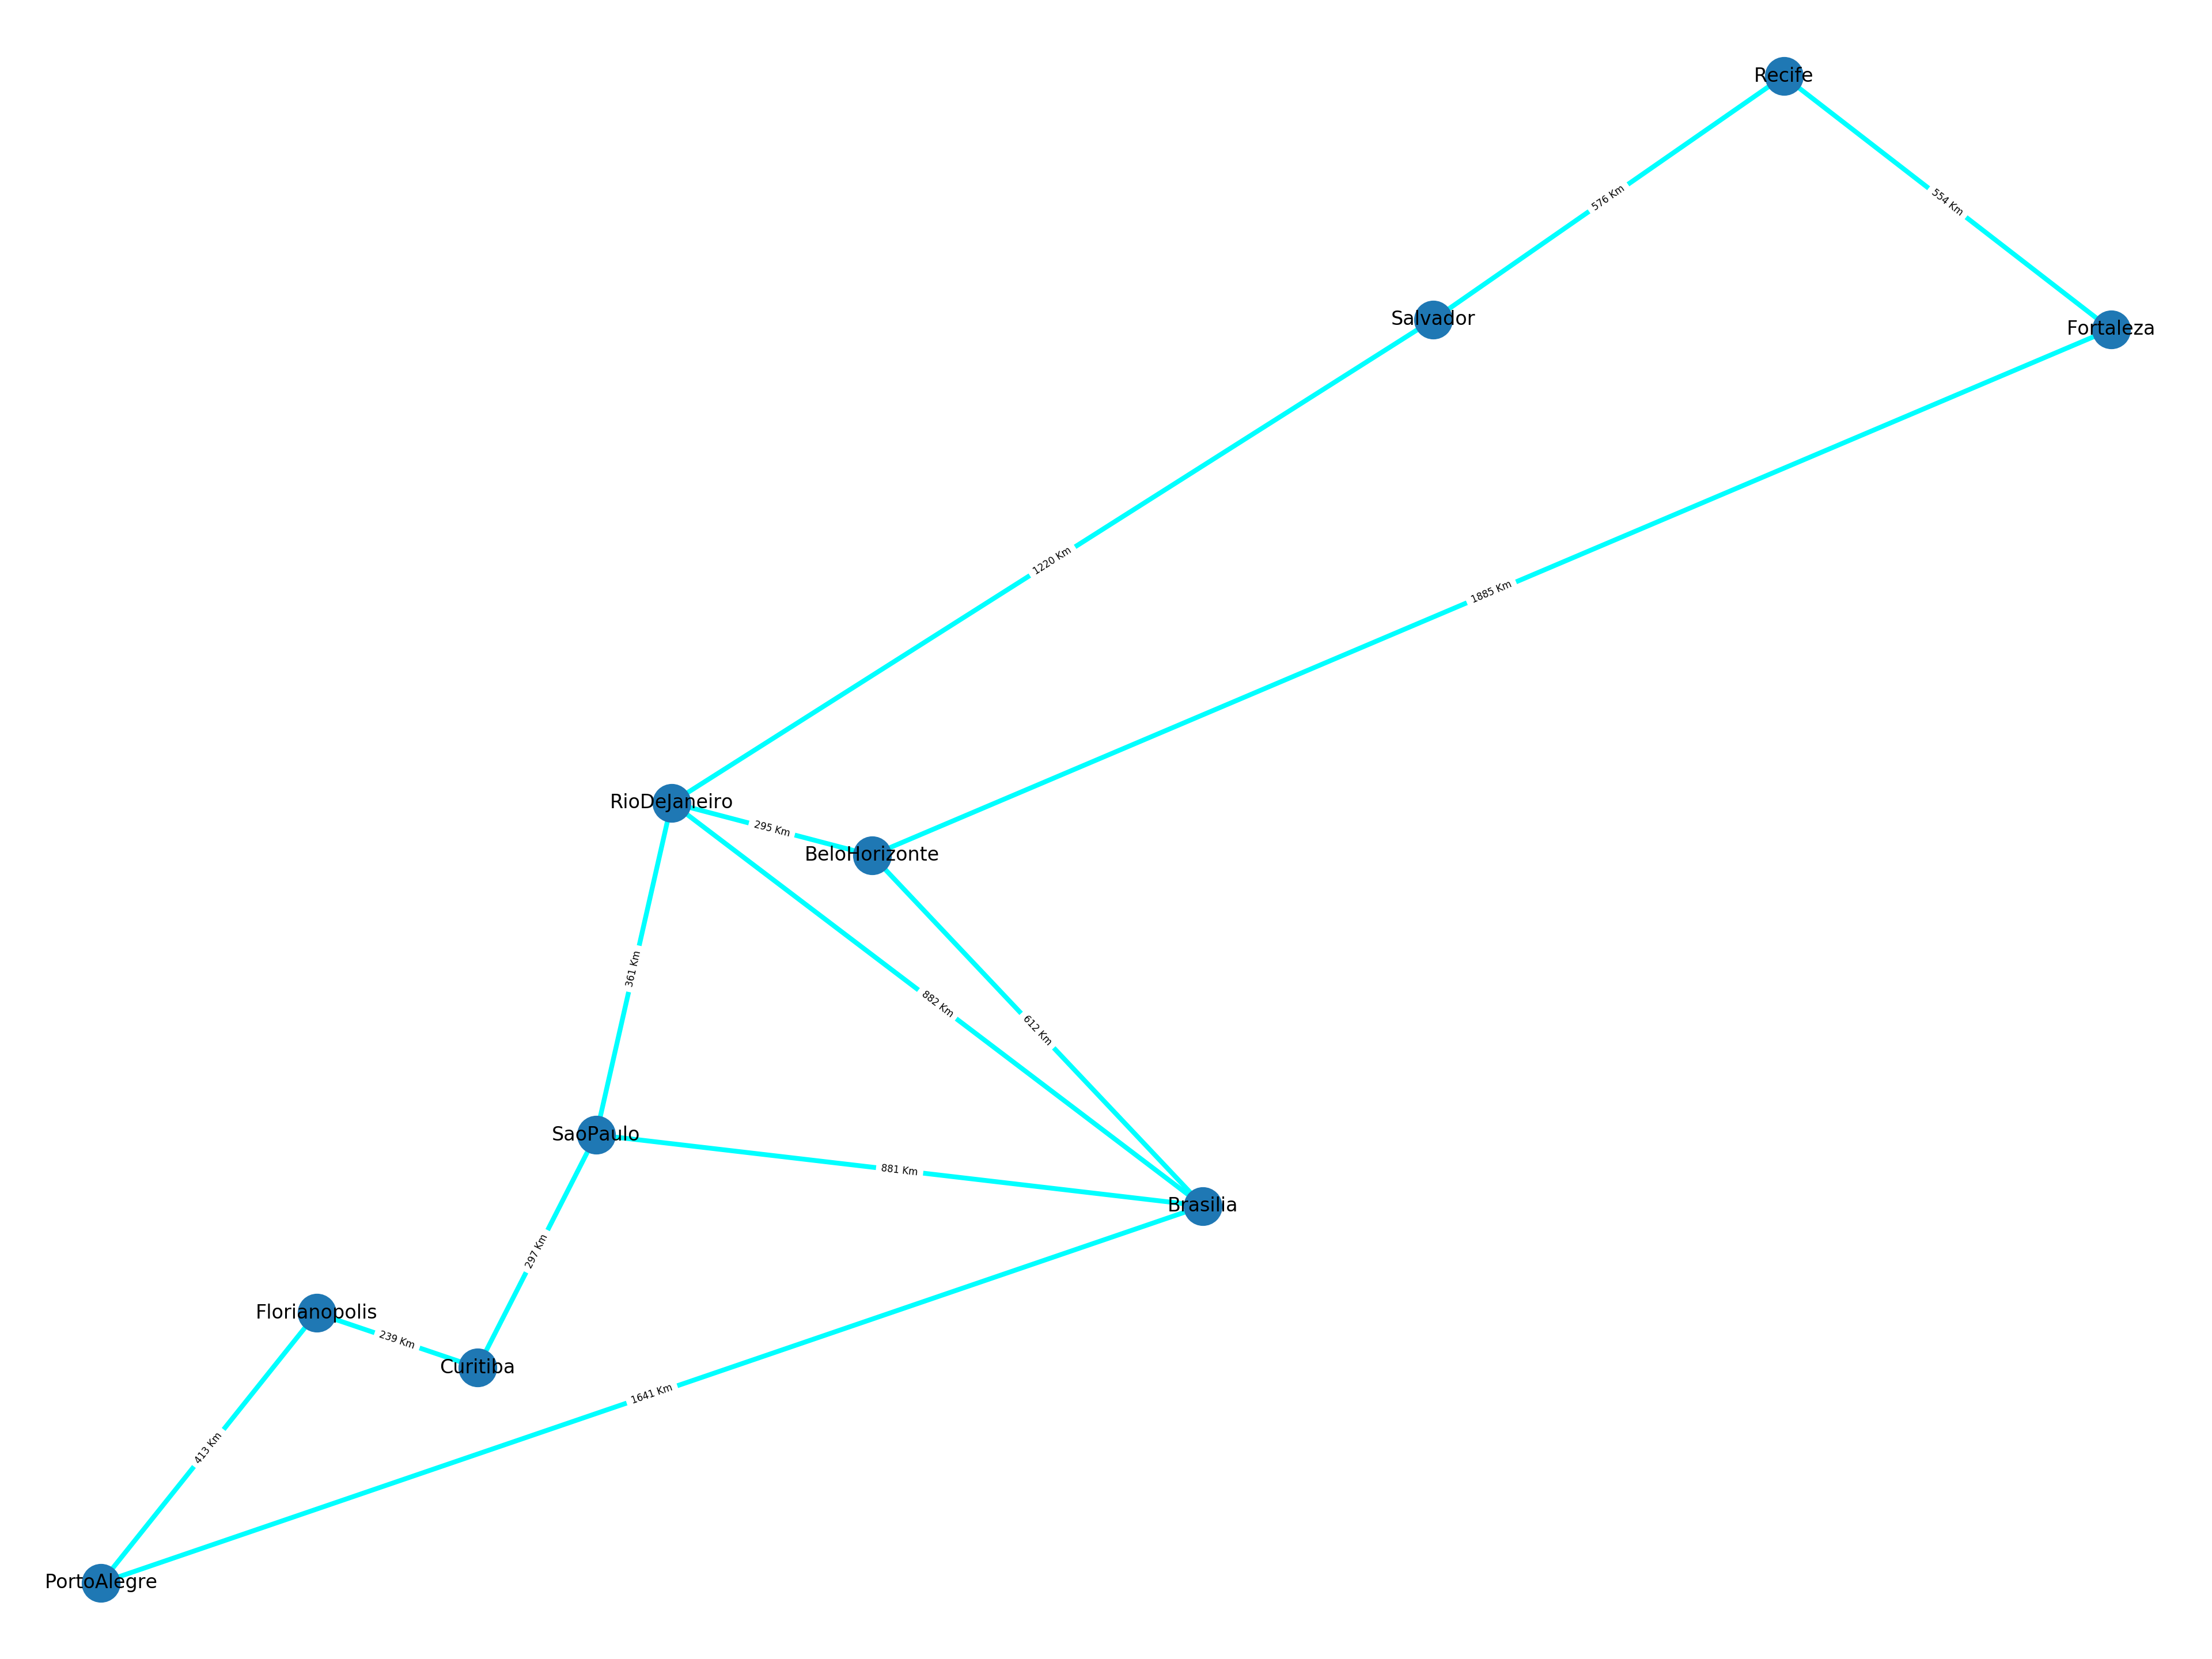 Recife
554 Km
576 Km
Salvador
Fortaleza
1220 Km
1885 Km
RioDeJaneiro
295 Km
BeloHorizonte
361 Km
882 Km
612 Km
SaoPaulo
881 Km
Brasilia
297 Km
Florianopolis
239 Km
Curitiba
1641 Km
413 Km
PortoAlegre